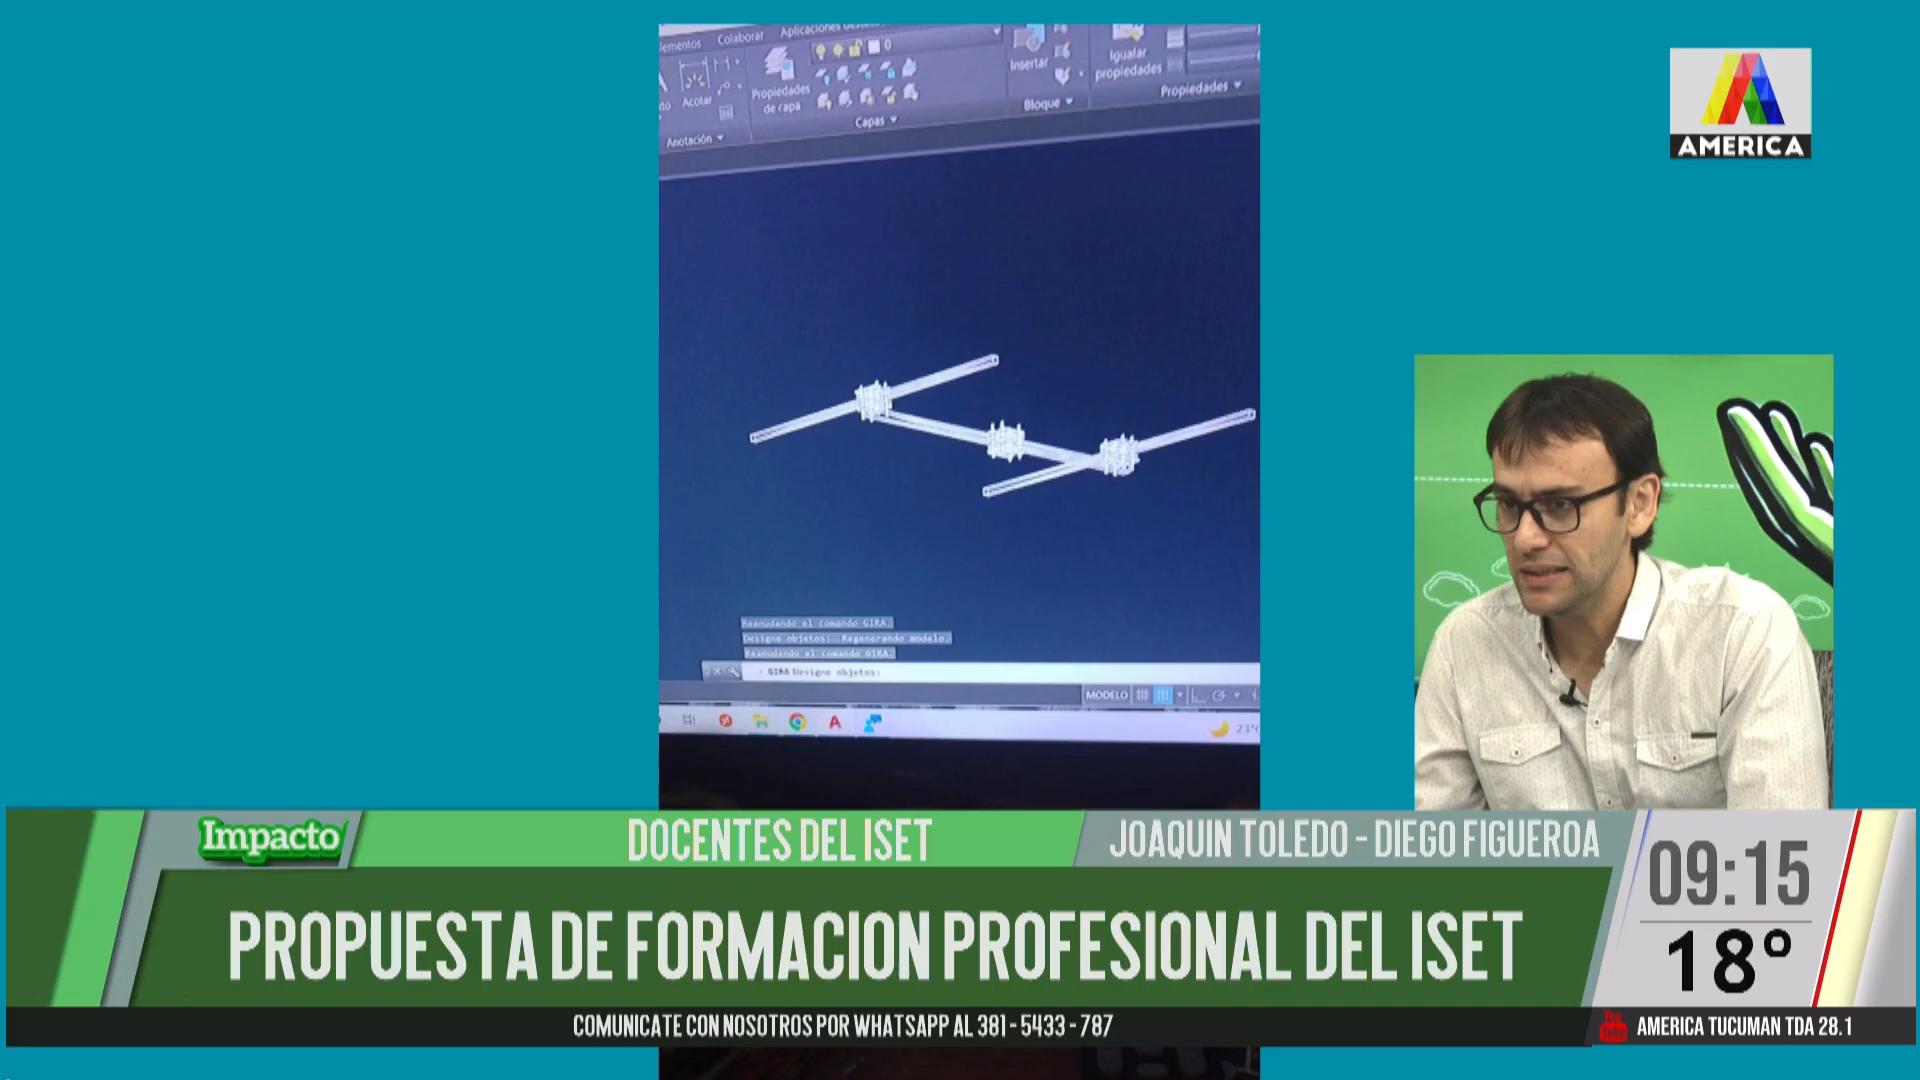 Colaborar
Insertar
Igualar
propiedades
Acotar
Propiedades
de capa
0
Anotación
Capas
Bloque
Propiedades
AMERICA
Reanudando el comando GIRA.
Designe objetos: Regenerando modelo.
Reanudando el comando GIRA.
GIRA Designe objetos:
MODELO
Impacto
DOCENTES DEL ISET
JOAQUIN TOLEDO - DIEGO FIGUEROA
09:15
PROPUESTA DE FORMACION PROFESIONAL DEL ISET
18°
COMUNICATE CON NOSOTROS POR WHATSAPP AL 381 - 5433 - 787
You
Tube
AMERICA TUCUMAN TDA 28.1